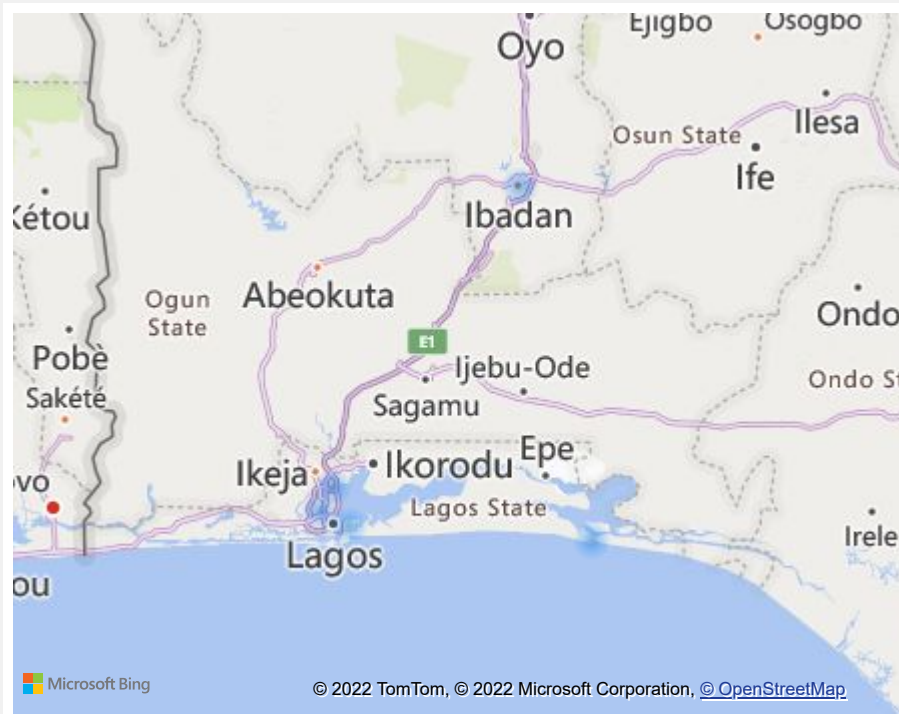 Ejigbo
Osogbo
Oyo
Ilesa
Osun State
Ife
Kétou
Ibadan
Abeokuta
Ogun
State
Ondo
E1
Pobè
Ijebu-Ode
Ondo St
Sakété
Sagamu
Epe
Ikeja
Ikorodu
ovo
Lagos State
Irele
Lagos
ou
Microsoft Bing
© 2022 TomTom, © 2022 Microsoft Corporation, © OpenStreetMap